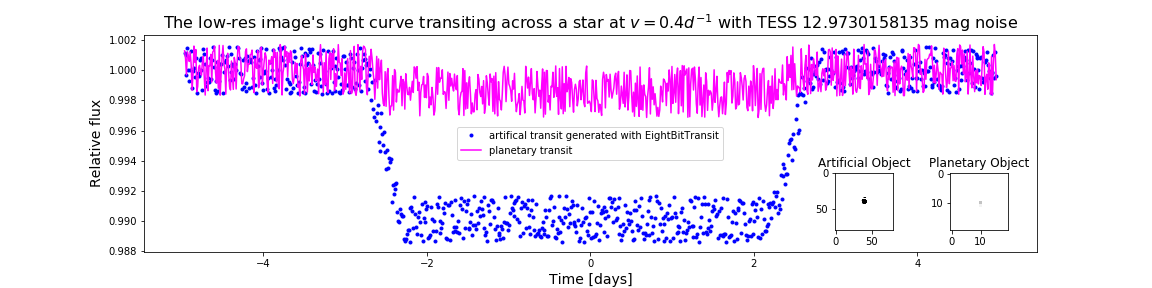 The low-res image's light curve transiting across a star at v = 0.4d⁻¹ with TESS 12.9730158135 mag noise
1.002
1.000
0.998
0.996
0.994
0.992
0.990
0.988
Relative flux
artifical transit generated with EightBitTransit
planetary transit
Artificial Object
0
50
0 50
Planetary Object
0
10
0 10
−4 −2 0 2 4
Time [days]